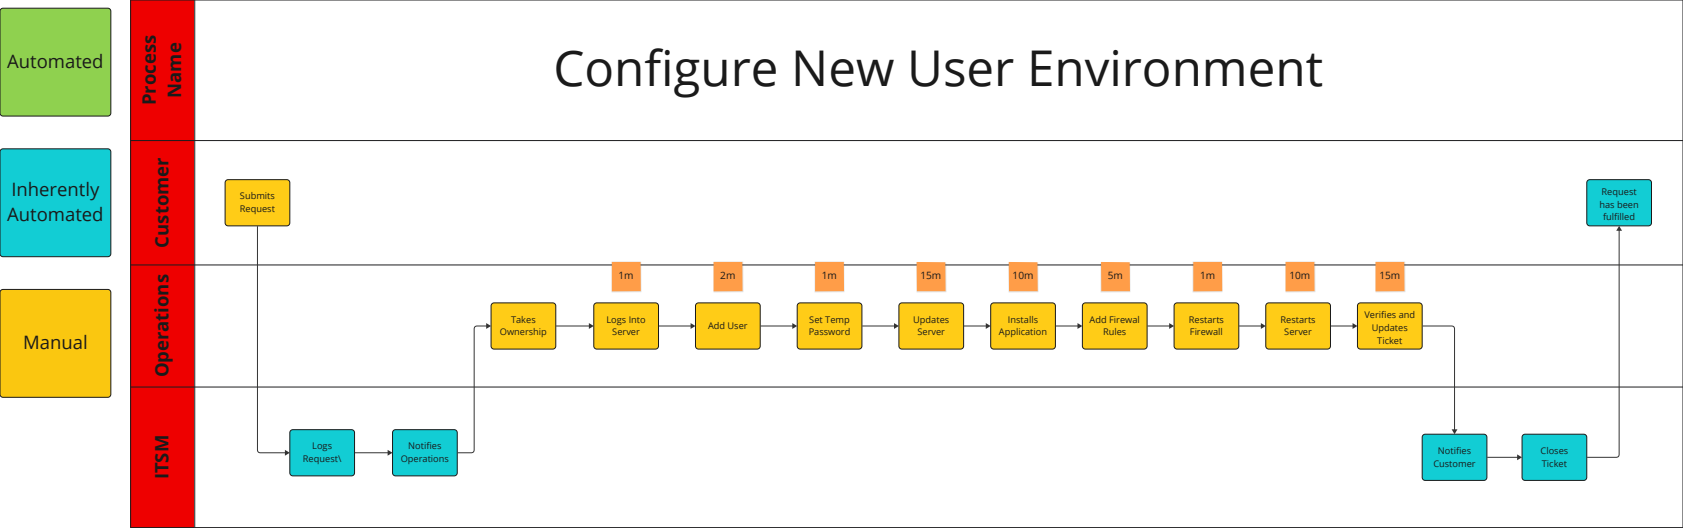 Automated
Inherently
Automated
Manual
Process
Name
Configure New User Environment
Customer
Submits
Request
Request
has been
fulfilled
Operations
1m
2m
1m
15m
10m
5m
1m
10m
15m
Takes
Ownership
Logs Into
Server
Add User
Set Temp
Password
Updates
Server
Installs
Application
Add Firewal
Rules
Restarts
Firewall
Restarts
Server
Verifies and
Updates
Ticket
ITSM
Logs
Request\
Notifies
Operations
Notifies
Customer
Closes
Ticket